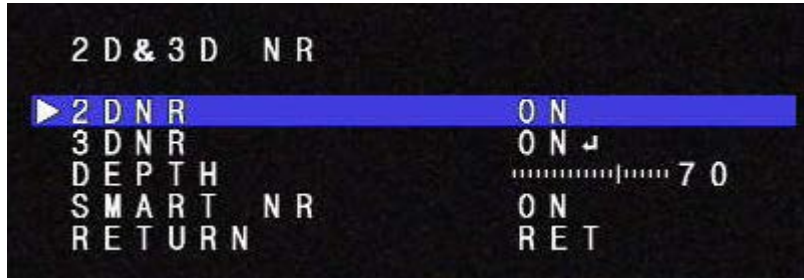 2D&3D NR
2DNR ON
3DNR ON ↲
DEPTH 70
SMART NR ON
RETURN RET